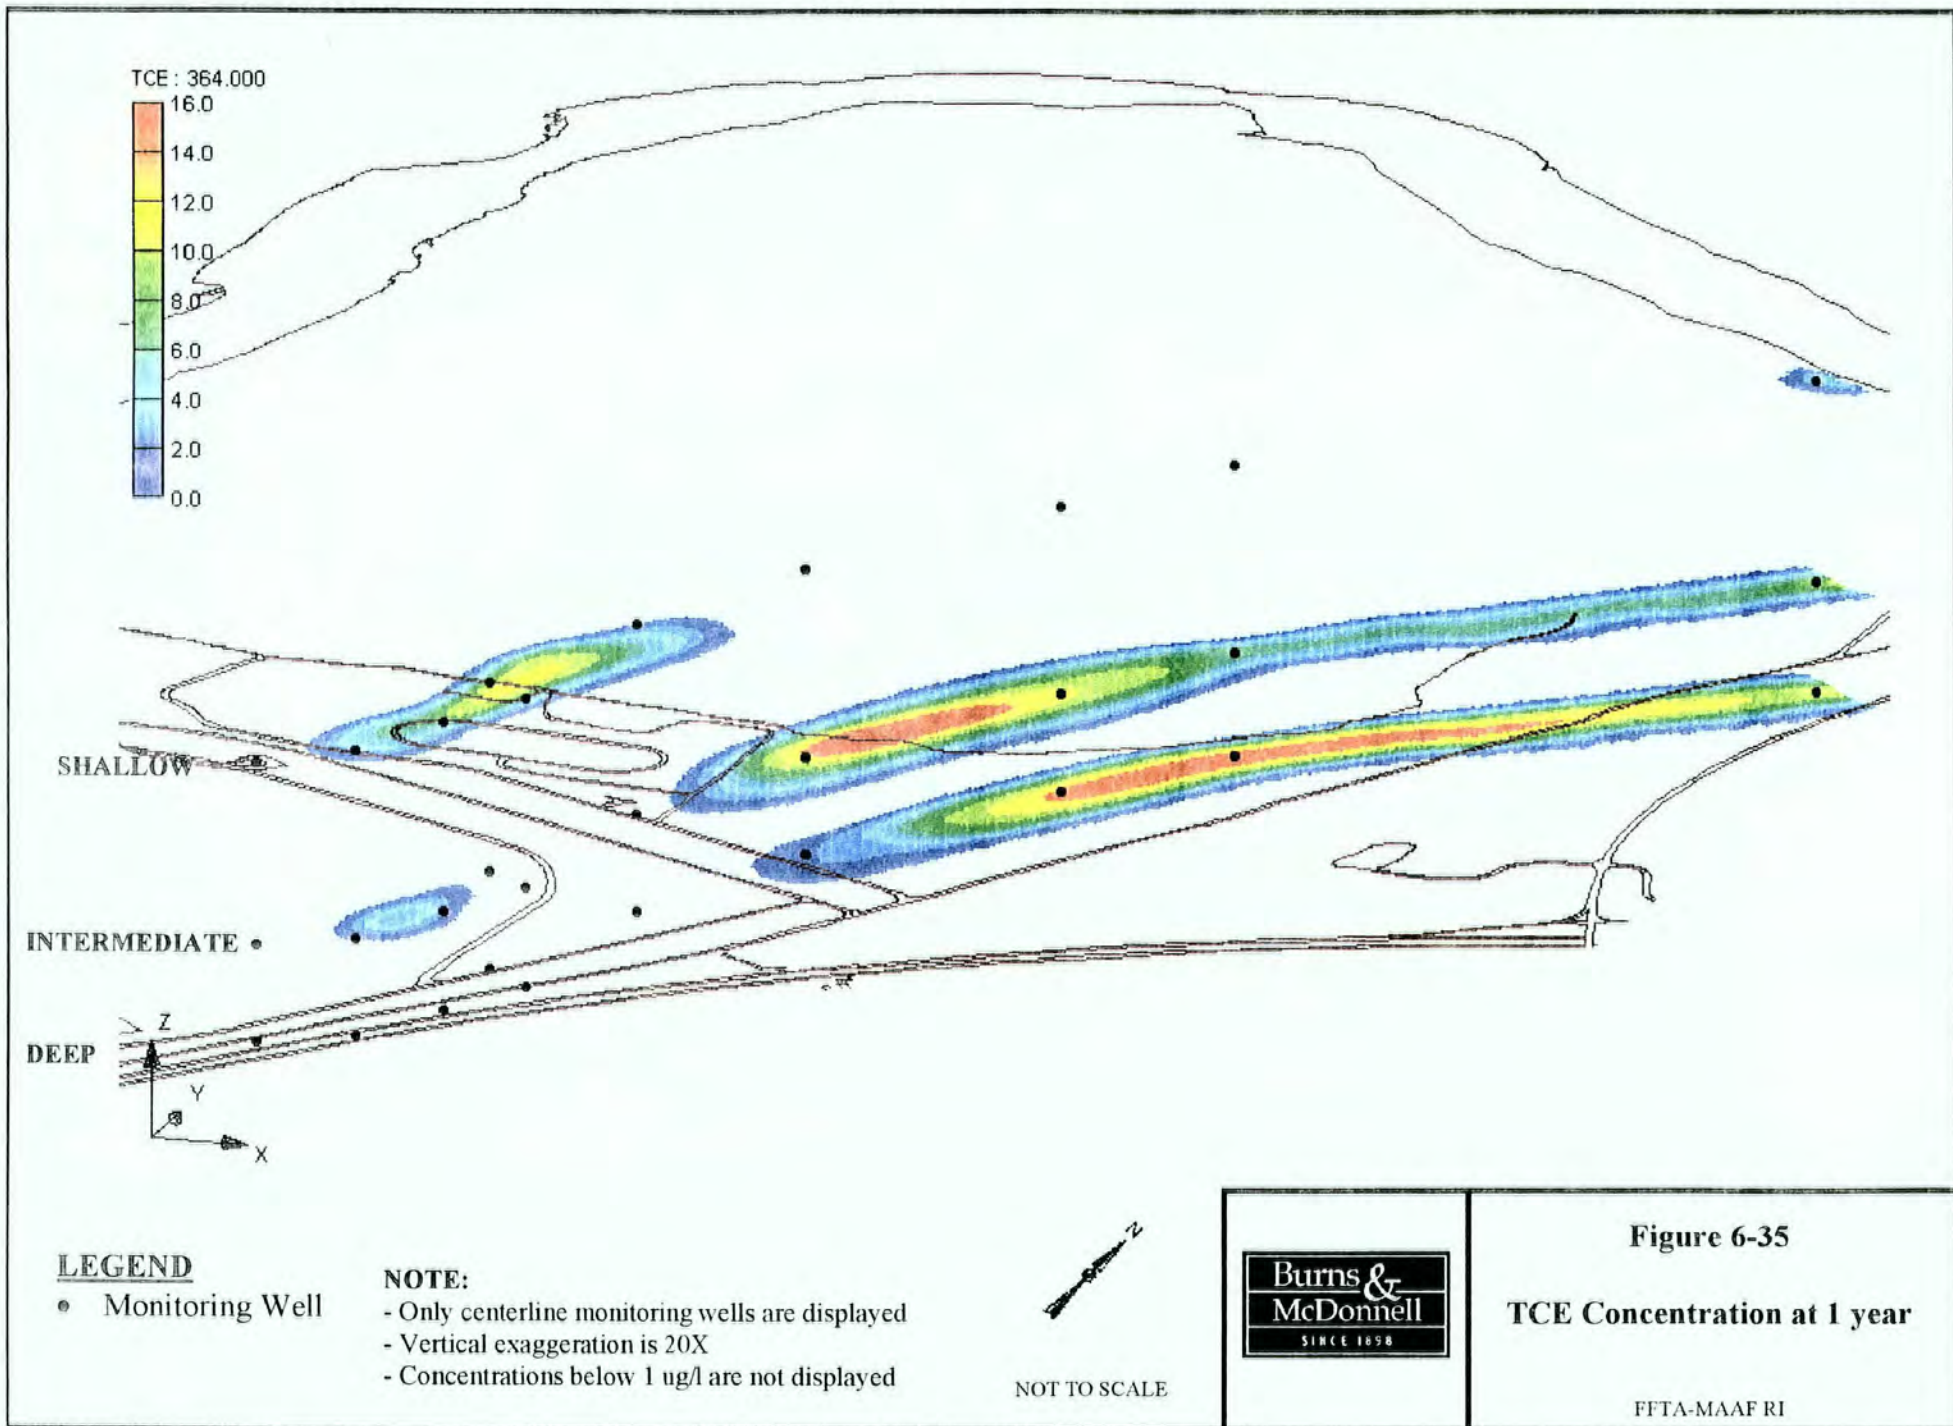 TCE : 364.000
16.0
14.0
12.0
10.0
8.0
6.0
4.0
2.0
0.0
SHALLOW
INTERMEDIATE
DEEP
Z
Y
X
LEGEND
Monitoring Well
NOTE:
- Only centerline monitoring wells are displayed
- Vertical exaggeration is 20X
- Concentrations below 1 ug/l are not displayed
N
NOT TO SCALE
Burns &
McDonnell
SINCE 1898
Figure 6-35
TCE Concentration at 1 year
FFTA-MAAF RI